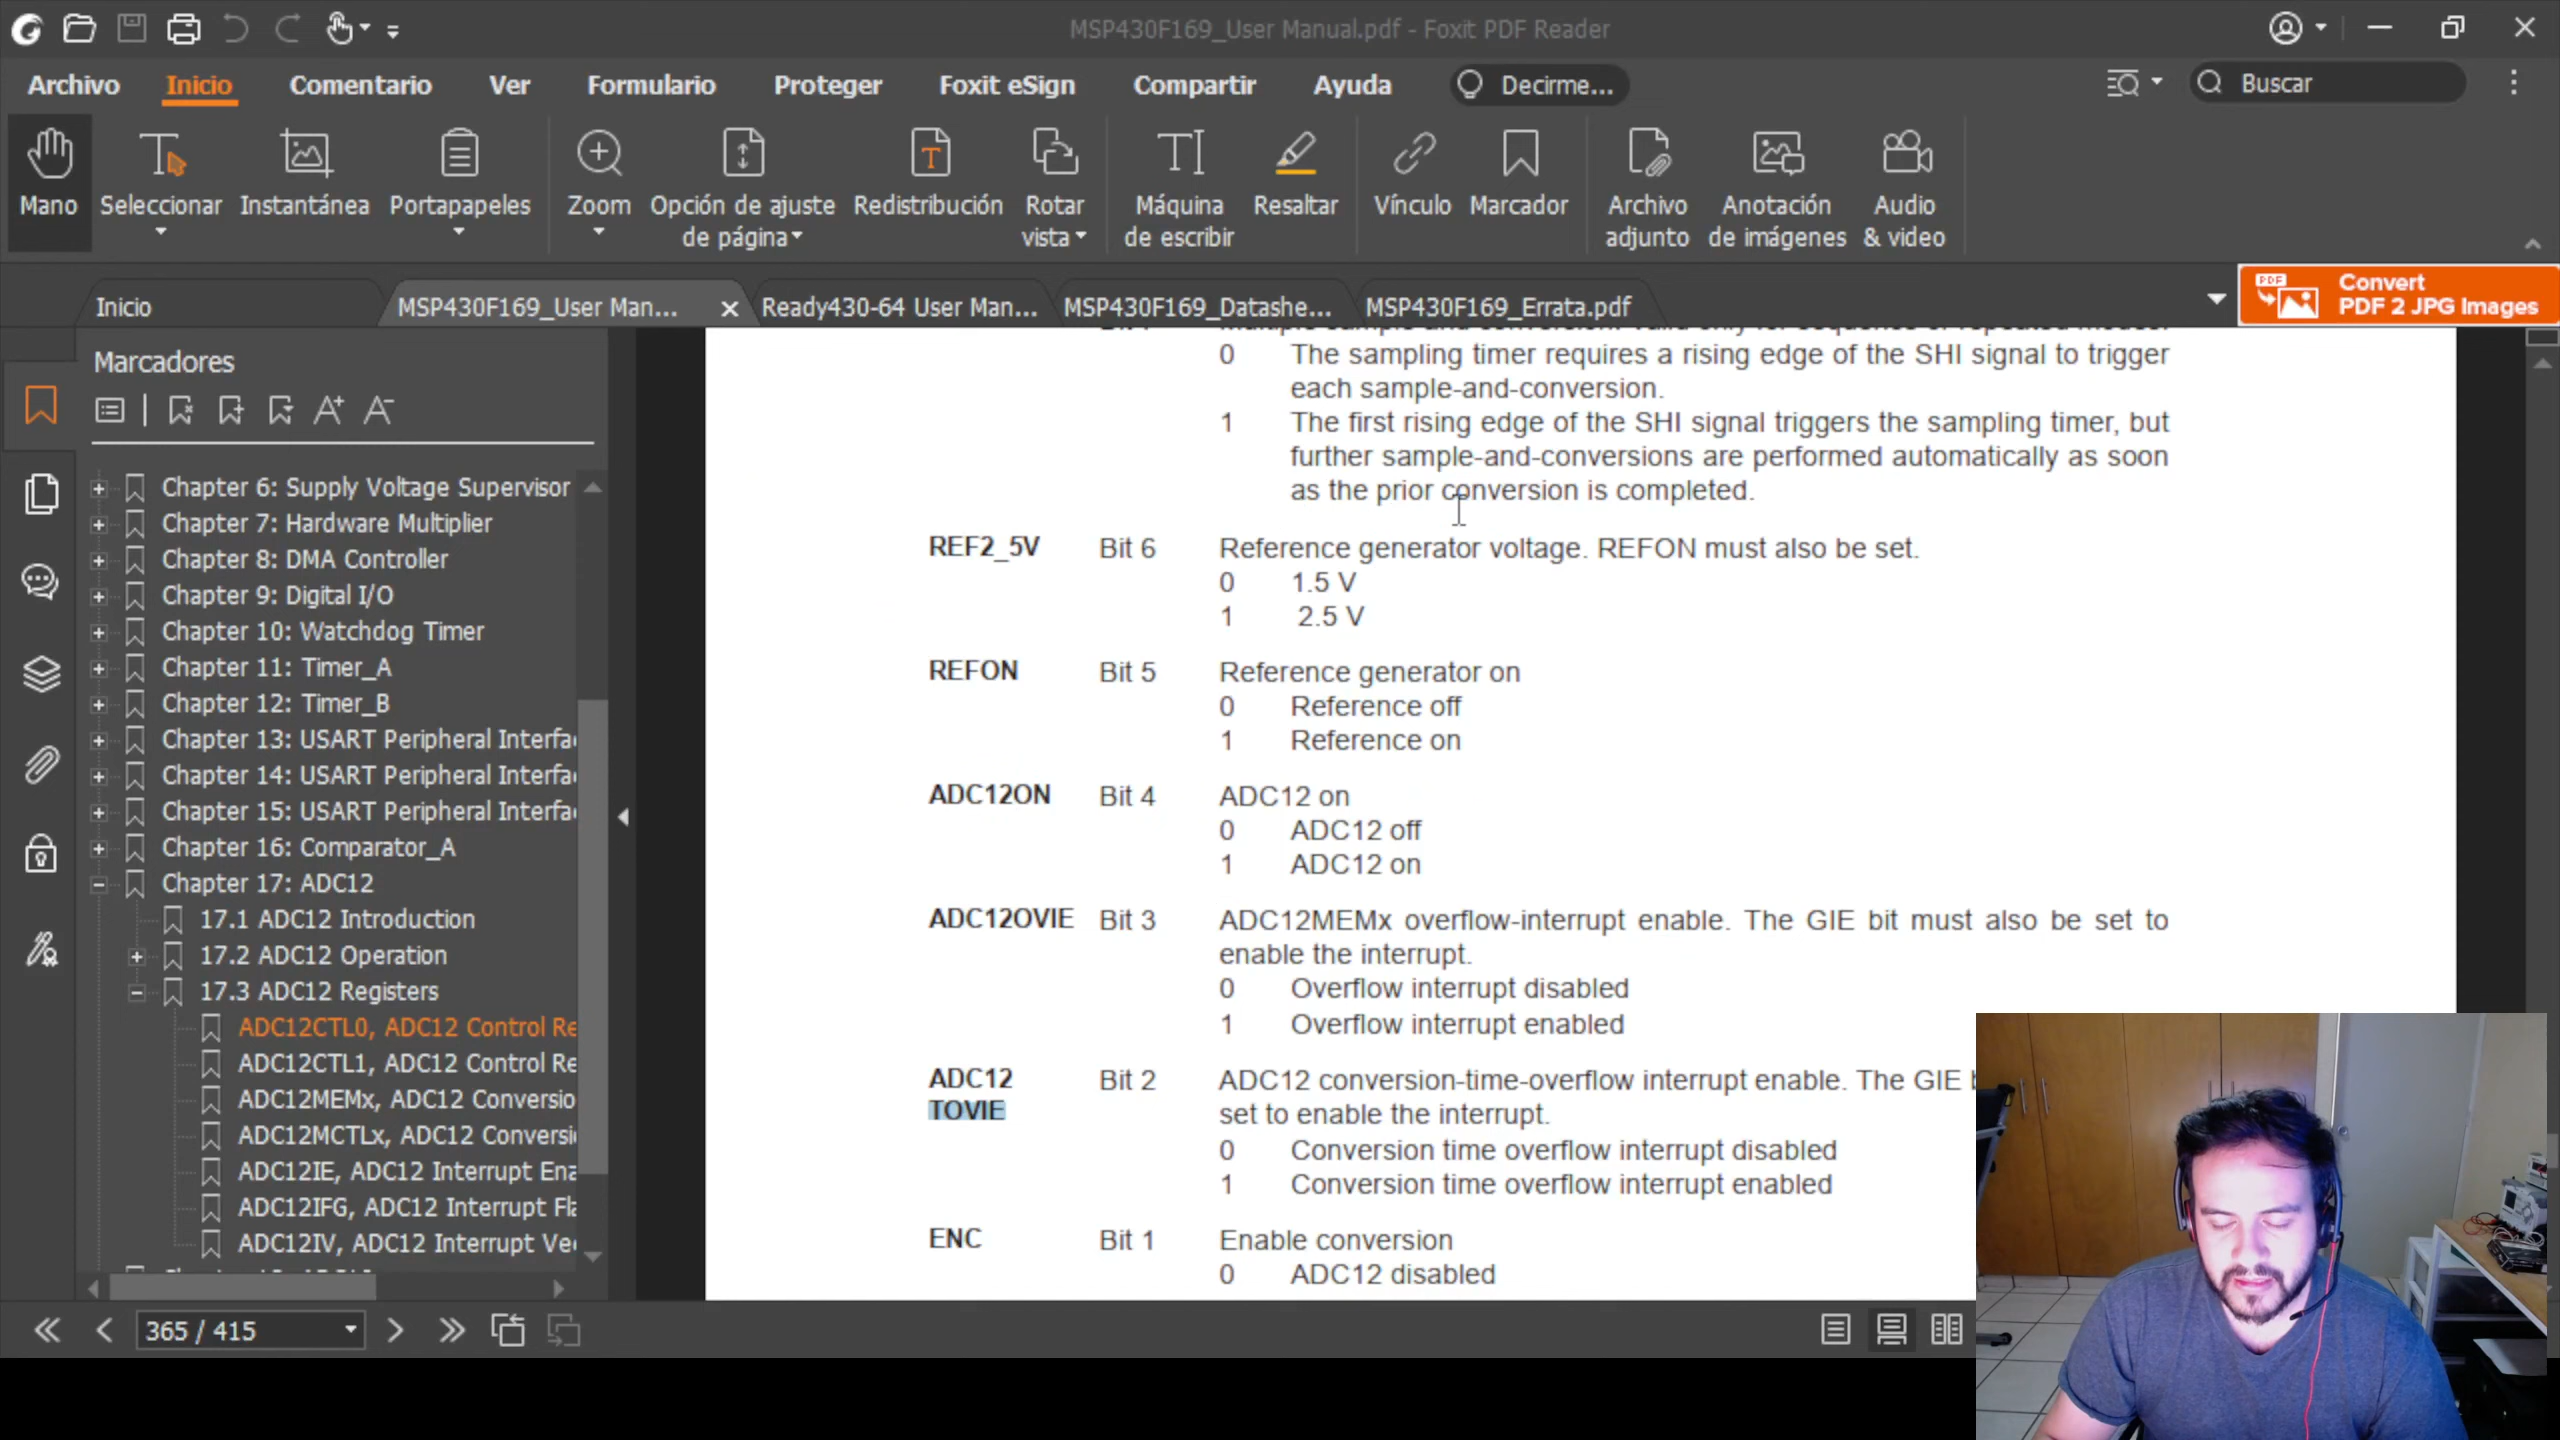 MSP430F169_User Manual.pdf - Foxit PDF Reader
Archivo Inicio Comentario Ver Formulario Proteger Foxit eSign Compartir Ayuda Decirme... Buscar
Mano Seleccionar Instantánea Portapapeles Zoom Opción de ajuste Redistribución Rotar Máquina Resaltar Vínculo Marcador Archivo Anotación Audio
de página vista de escribir adjunto de imágenes & video
Inicio MSP430F169_User Man... Ready430-64 User Man... MSP430F169_Datashe... MSP430F169_Errata.pdf
PDF Convert
PDF 2 JPG Images
Marcadores
Chapter 6: Supply Voltage Supervisor
Chapter 7: Hardware Multiplier
Chapter 8: DMA Controller
Chapter 9: Digital I/O
Chapter 10: Watchdog Timer
Chapter 11: Timer_A
Chapter 12: Timer_B
Chapter 13: USART Peripheral Interfa
Chapter 14: USART Peripheral Interfa
Chapter 15: USART Peripheral Interfa
Chapter 16: Comparator_A
Chapter 17: ADC12
17.1 ADC12 Introduction
17.2 ADC12 Operation
17.3 ADC12 Registers
ADC12CTL0, ADC12 Control Re
ADC12CTL1, ADC12 Control Re
ADC12MEMx, ADC12 Conversio
ADC12MCTLx, ADC12 Conversi
ADC12IE, ADC12 Interrupt Ena
ADC12IFG, ADC12 Interrupt Fla
ADC12IV, ADC12 Interrupt Ve
0 The sampling timer requires a rising edge of the SHI signal to trigger
each sample-and-conversion.
1 The first rising edge of the SHI signal triggers the sampling timer, but
further sample-and-conversions are performed automatically as soon
as the prior conversion is completed.
REF2_5V Bit 6 Reference generator voltage. REFON must also be set.
0 1.5 V
1 2.5 V
REFON Bit 5 Reference generator on
0 Reference off
1 Reference on
ADC12ON Bit 4 ADC12 on
0 ADC12 off
1 ADC12 on
ADC12OVIE Bit 3 ADC12MEMx overflow-interrupt enable. The GIE bit must also be set to
enable the interrupt.
0 Overflow interrupt disabled
1 Overflow interrupt enabled
ADC12 Bit 2 ADC12 conversion-time-overflow interrupt enable. The GIE
TOVIE set to enable the interrupt.
0 Conversion time overflow interrupt disabled
1 Conversion time overflow interrupt enabled
ENC Bit 1 Enable conversion
0 ADC12 disabled
365 / 415